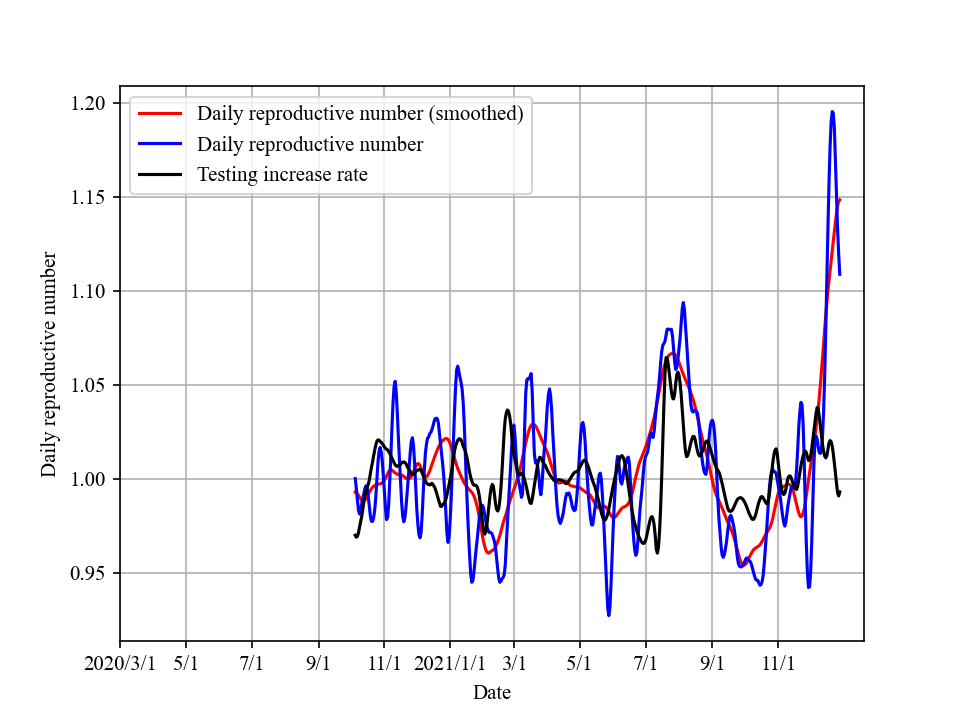 1.20
1.15
1.10
1.05
1.00
0.95
Daily reproductive number
Daily reproductive number (smoothed)
Daily reproductive number
Testing increase rate
2020/3/1 5/1 7/1 9/1 11/1 2021/1/1 3/1 5/1 7/1 9/1 11/1
Date